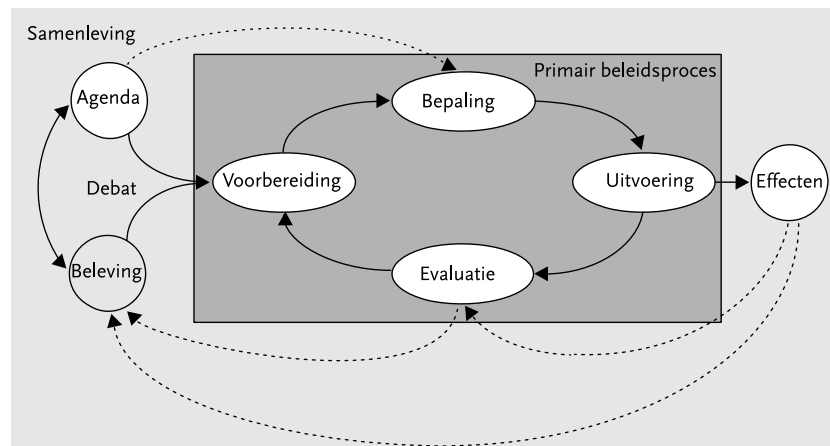 Samenleving
Primair beleidsproces
Agenda
Bepaling
Debat
Voorbereiding
Uitvoering
Effecten
Beleving
Evaluatie